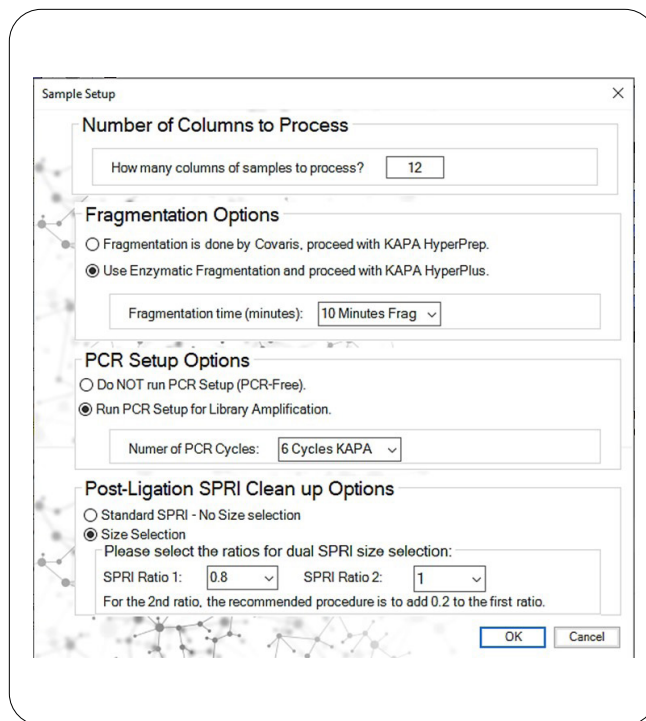 Sample Setup
Number of Columns to Process
How many columns of samples to process? 12
Fragmentation Options
Fragmentation is done by Covaris, proceed with KAPA HyperPrep.
Use Enzymatic Fragmentation and proceed with KAPA HyperPlus.
Fragmentation time (minutes): 10 Minutes Frag
PCR Setup Options
Do NOT run PCR Setup (PCR-Free).
Run PCR Setup for Library Amplification.
Numer of PCR Cycles: 6 Cycles KAPA
Post-Ligation SPRI Clean up Options
Standard SPRI - No Size selection
Size Selection
Please select the ratios for dual SPRI size selection:
SPRI Ratio 1: 0.8 SPRI Ratio 2: 1
For the 2nd ratio, the recommended procedure is to add 0.2 to the first ratio.
OK Cancel